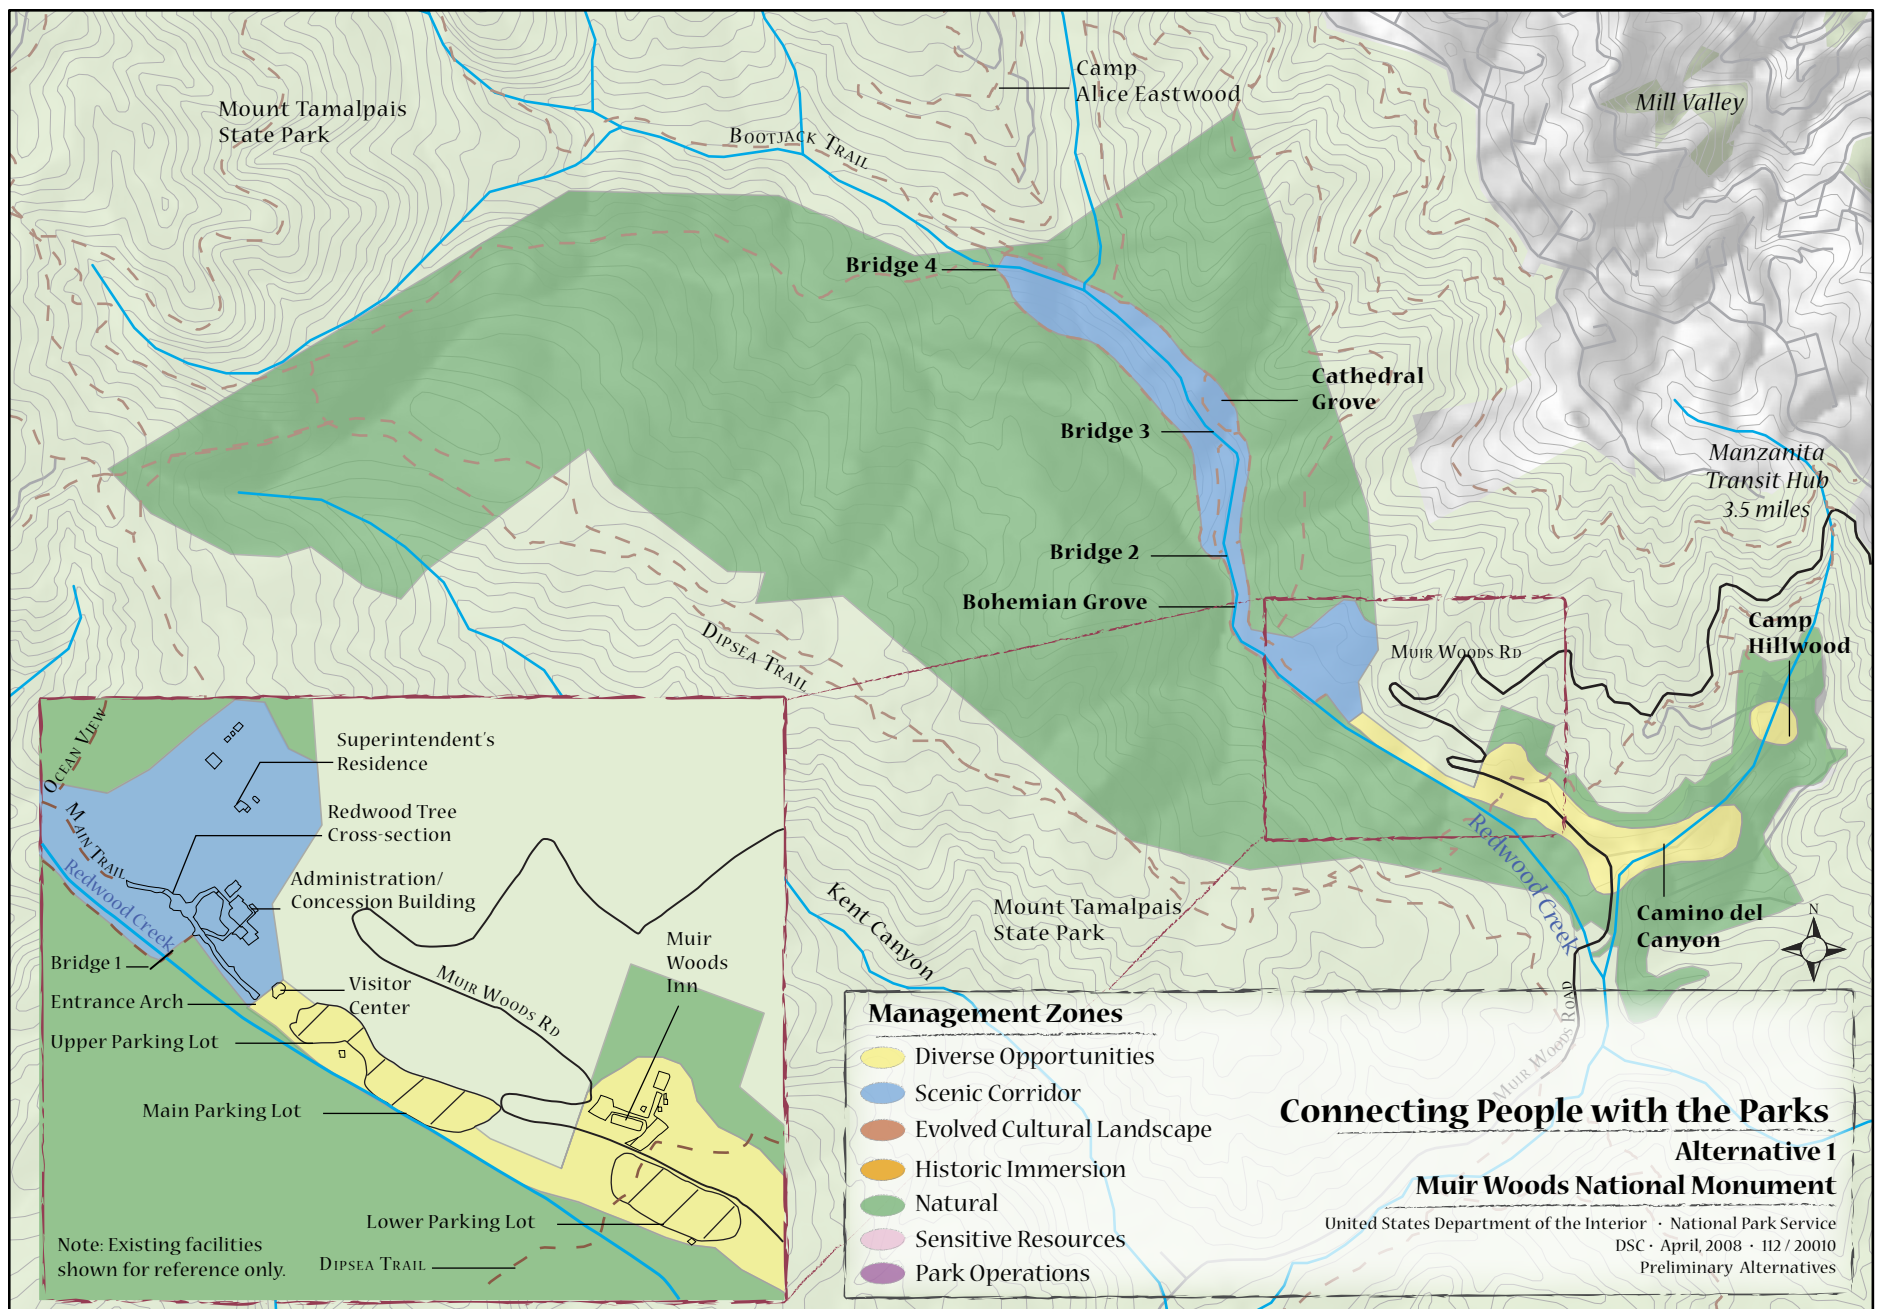 Mount Tamalpais
State Park
Bootjack Trail
Camp
Alice Eastwood
Mill Valley
Bridge 4
Cathedral
Grove
Bridge 3
Manzanita
Transit Hub
3.5 miles
Bridge 2
Bohemian Grove
Dipsea Trail
Muir Woods Rd
Camp
Hillwood
Redwood Creek
Camino del
Canyon
N
Kent Canyon
Mount Tamalpais
State Park
Muir Woods Road
Ocean View
Main Trail
Redwood Creek
Superintendent's
Residence
Redwood Tree
Cross-section
Administration/
Concession Building
Bridge 1
Entrance Arch
Visitor
Center
Upper Parking Lot
Muir
Woods
Inn
Muir Woods Rd
Main Parking Lot
Lower Parking Lot
Dipsea Trail
Note: Existing facilities
shown for reference only.
Management Zones
Diverse Opportunities
Scenic Corridor
Evolved Cultural Landscape
Historic Immersion
Natural
Sensitive Resources
Park Operations
Connecting People with the Parks
Alternative 1
Muir Woods National Monument
United States Department of the Interior · National Park Service
DSC · April, 2008 · 112 / 20010
Preliminary Alternatives